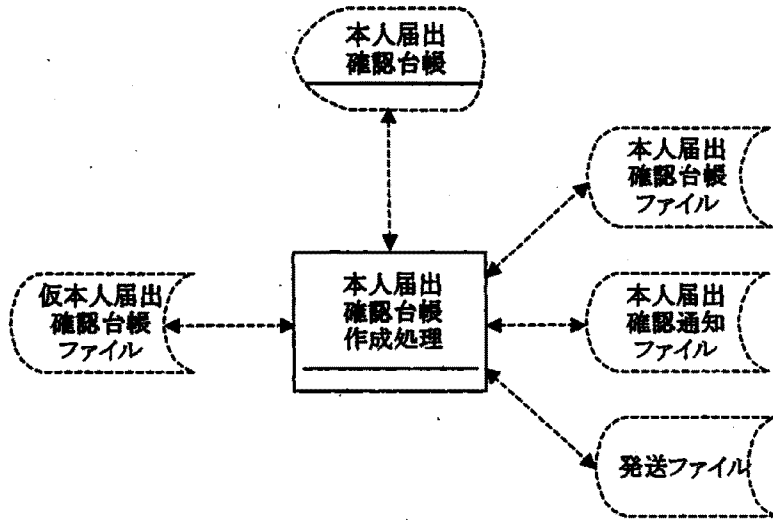 本人届出
確認台帳
本人届出
確認台帳
ファイル
仮本人届出
確認台帳
ファイル
本人届出
確認台帳
作成処理
本人届出
確認通知
ファイル
発送ファイル